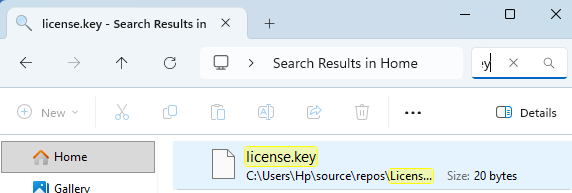 license.key - Search Results in
Search Results in Home
ey
New
Details
Home
license.key
C:\Users\Hp\source\repos\Licens... Size: 20 bytes
Gallery